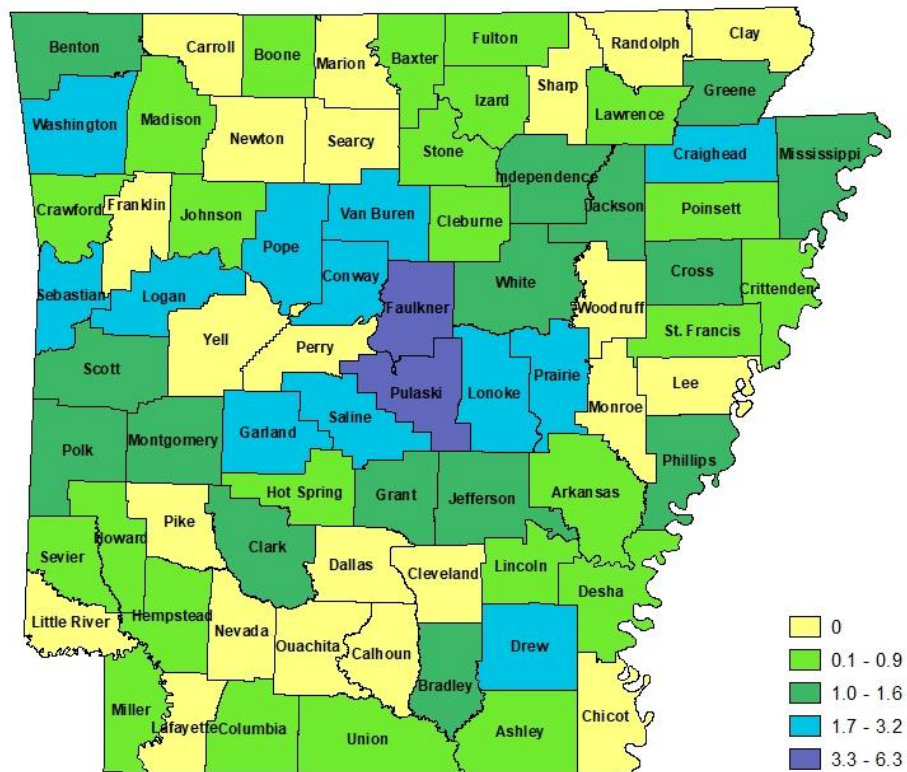 Benton
Carroll
Boone
Marion
Baxter
Fulton
Sharp
Randolph
Clay
Izard
Greene
Lawrence
Washington
Madison
Newton
Searcy
Stone
Independence
Craighead
Mississippi
Jackson
Crawford
Franklin
Johnson
Pope
Van Buren
Cleburne
Poinsett
Sebastian
Logan
Conway
Faulkner
White
Woodruff
Cross
Crittenden
St. Francis
Scott
Yell
Perry
Pulaski
Lonoke
Prairie
Lee
Monroe
Garland
Saline
Polk
Montgomery
Phillips
Hot Spring
Grant
Jefferson
Arkansas
Pike
Clark
Sevier
Howard
Dallas
Cleveland
Lincoln
Desha
Little River
Hempstead
Nevada
Ouachita
Calhoun
Bradley
Drew
Miller
Lafayette
Columbia
Union
Ashley
Chicot
0
0.1 - 0.9
1.0 - 1.6
1.7 - 3.2
3.3 - 6.3